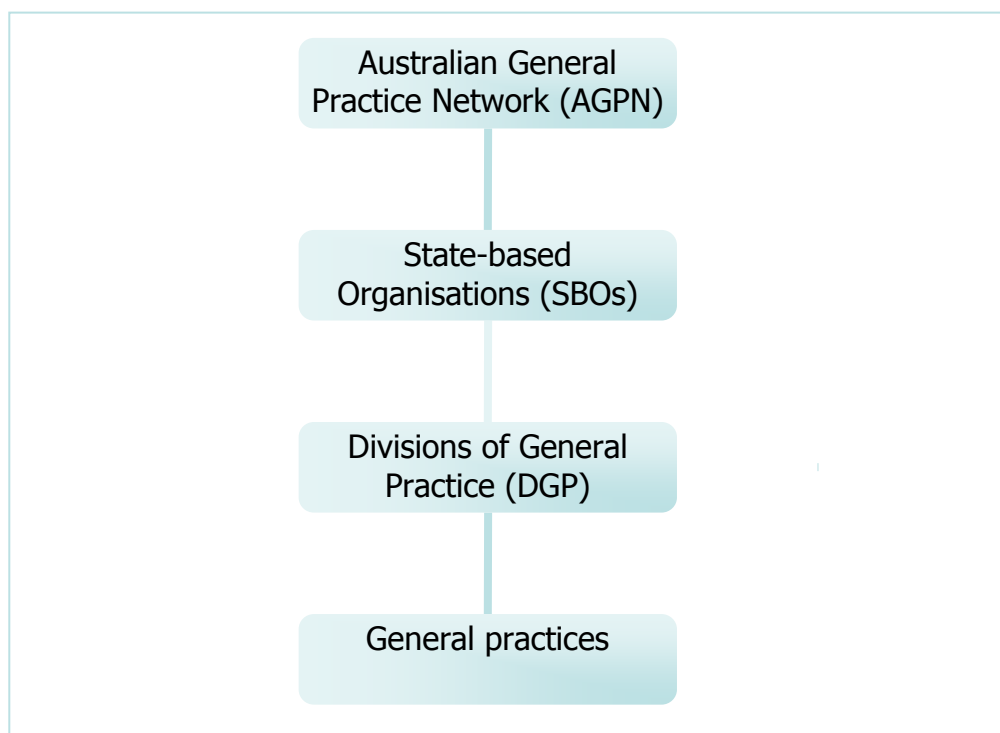 Australian General
Practice Network (AGPN)
State-based
Organisations (SBOs)
Divisions of General
Practice (DGP)
General practices